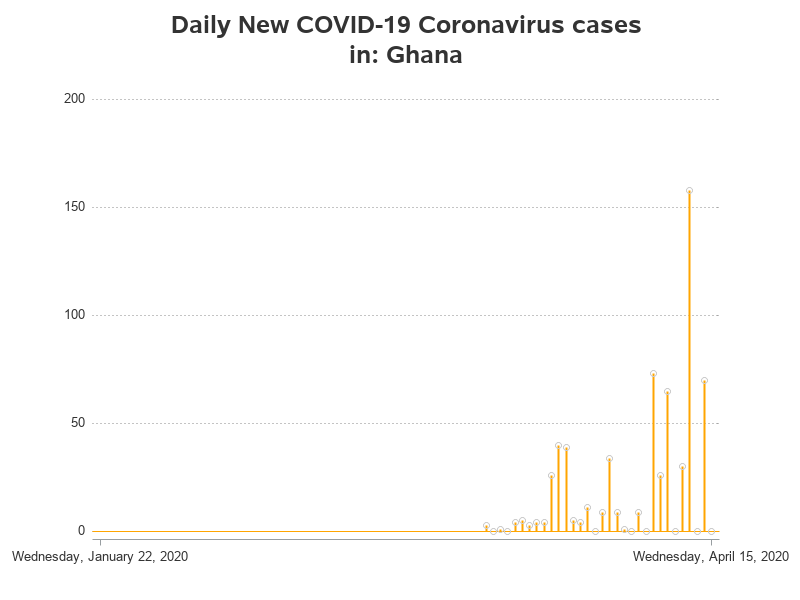 Daily New COVID-19 Coronavirus cases
in: Ghana
200
150
100
50
0
Wednesday, January 22, 2020
Wednesday, April 15, 2020